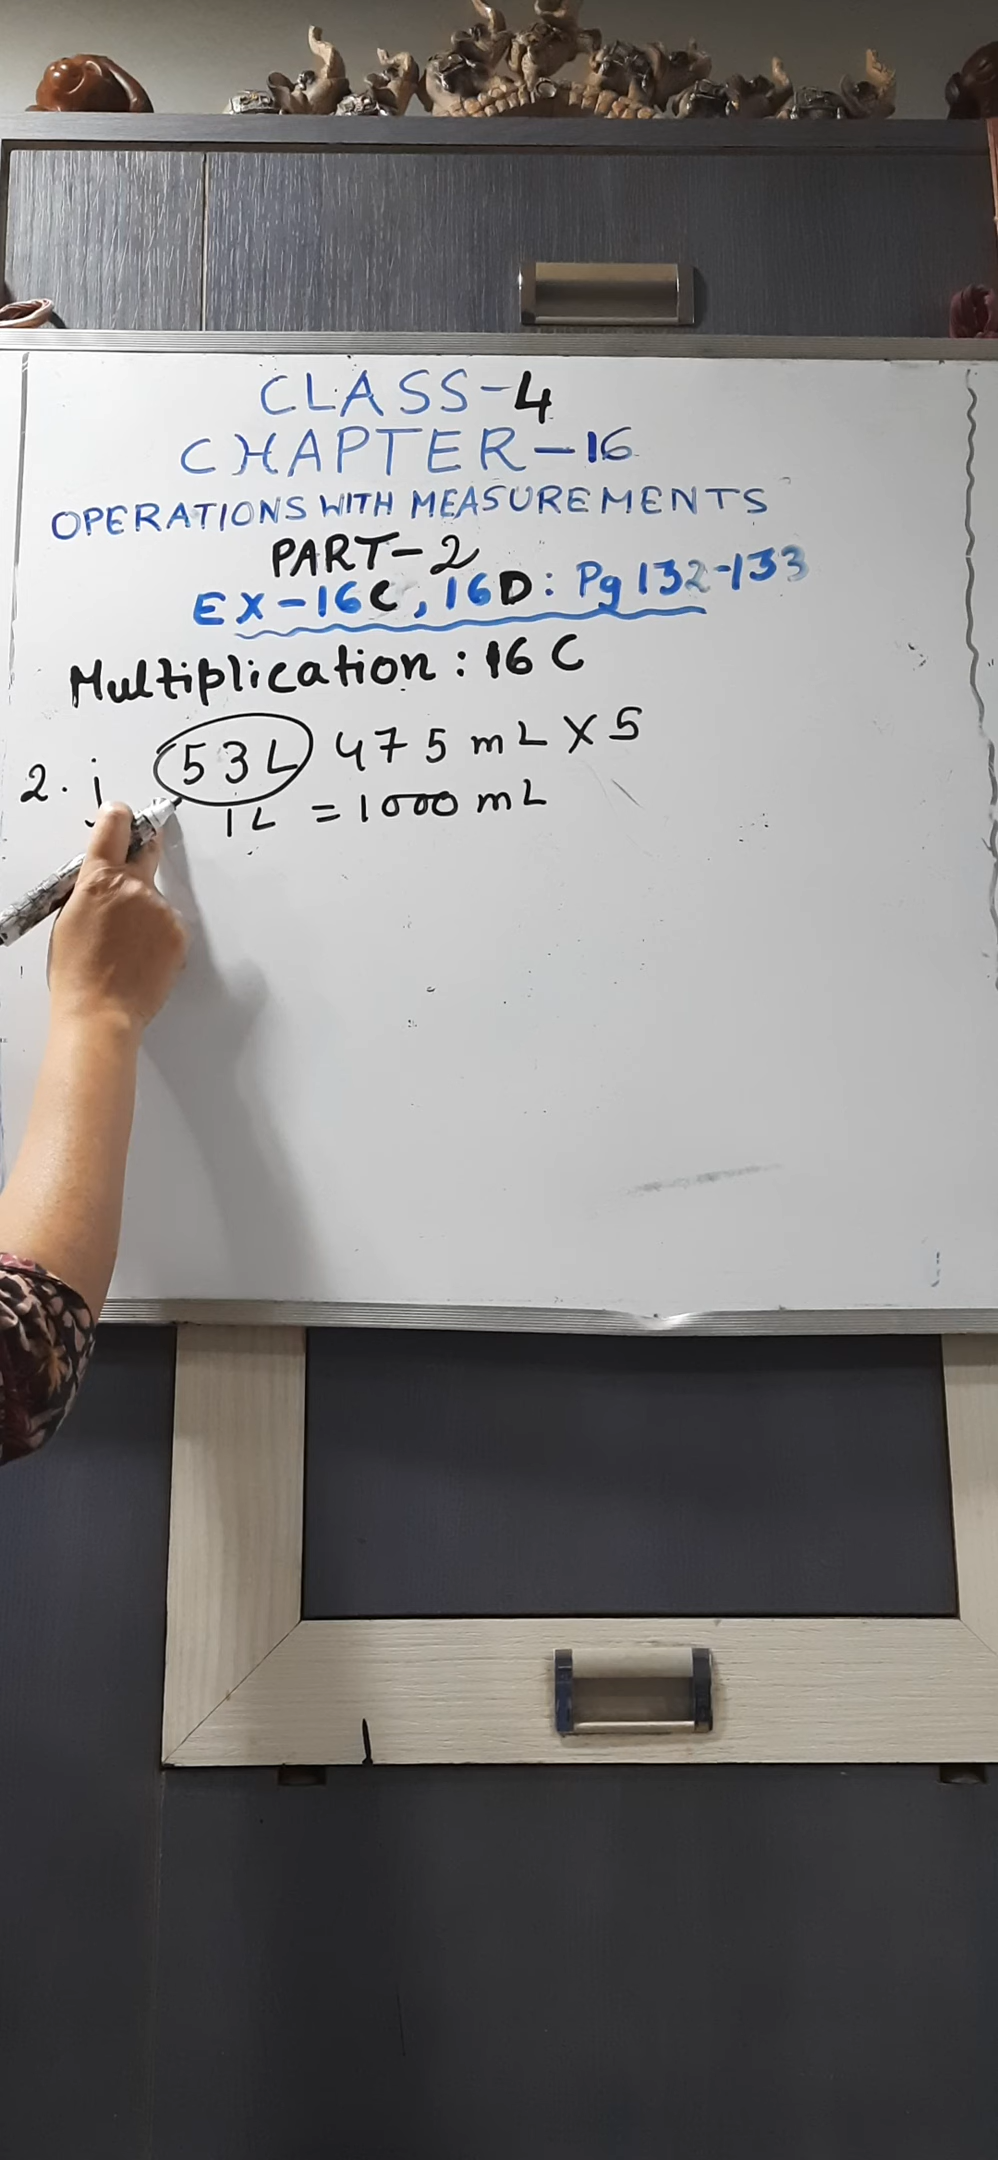 CLASS-4
CHAPTER-16
OPERATIONS WITH MEASUREMENTS
PART-2
EX-16C, 16D: Pg 132-133
Multiplication: 16 C
2. j 53L 475 mL X 5
1L = 1000 mL